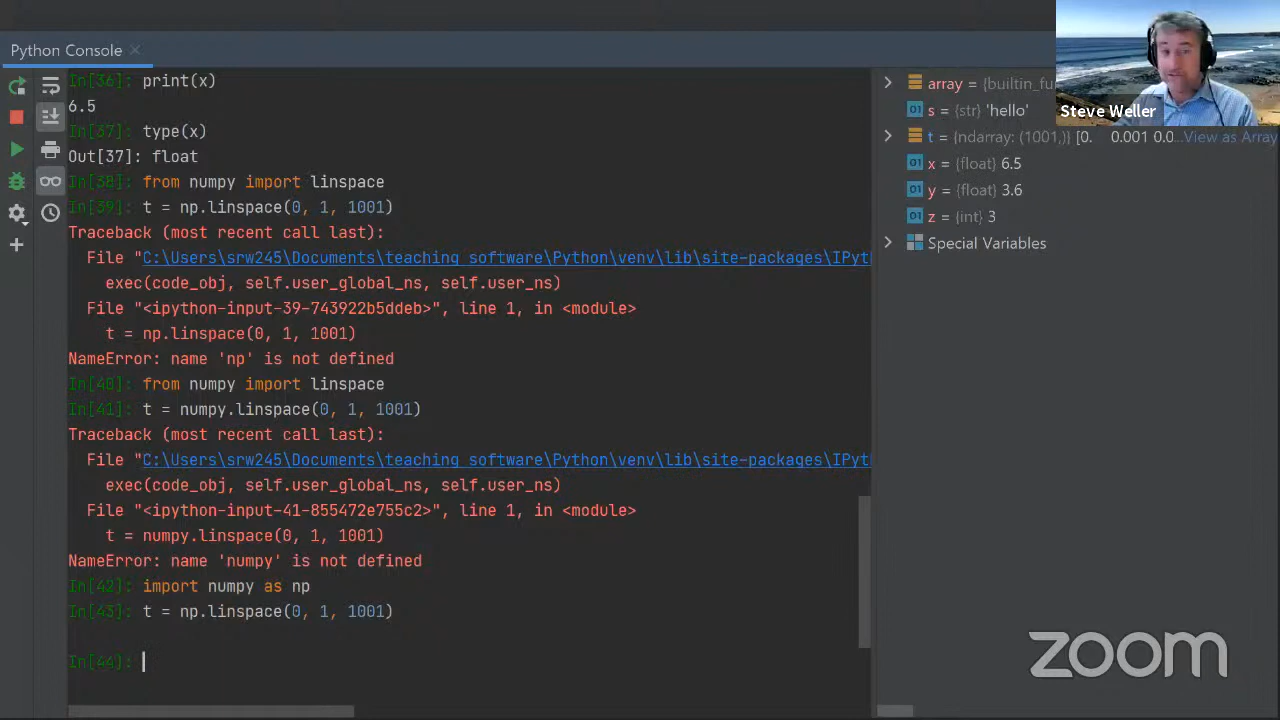 Python Console
In[36]: print(x)
6.5
In[37]: type(x)
Out[37]: float
In[38]: from numpy import linspace
In[39]: t = np.linspace(0, 1, 1001)
Traceback (most recent call last):
File "C:\Users\srw245\Documents\teaching_software\Python\venv\lib\site-packages\IPyt
exec(code_obj, self.user_global_ns, self.user_ns)
File "<ipython-input-39-743922b5ddeb>", line 1, in <module>
t = np.linspace(0, 1, 1001)
NameError: name 'np' is not defined
In[40]: from numpy import linspace
In[41]: t = numpy.linspace(0, 1, 1001)
Traceback (most recent call last):
File "C:\Users\srw245\Documents\teaching_software\Python\venv\lib\site-packages\IPyt
exec(code_obj, self.user_global_ns, self.user_ns)
File "<ipython-input-41-855472e755c2>", line 1, in <module>
t = numpy.linspace(0, 1, 1001)
NameError: name 'numpy' is not defined
In[42]: import numpy as np
In[43]: t = np.linspace(0, 1, 1001)
In[44]:
array = {builtin_fu
s = {str} 'hello'
t = {ndarray: (1001,)} [0. 0.001 0.0...View as Array
x = {float} 6.5
y = {float} 3.6
z = {int} 3
Special Variables
Steve Weller
zoom